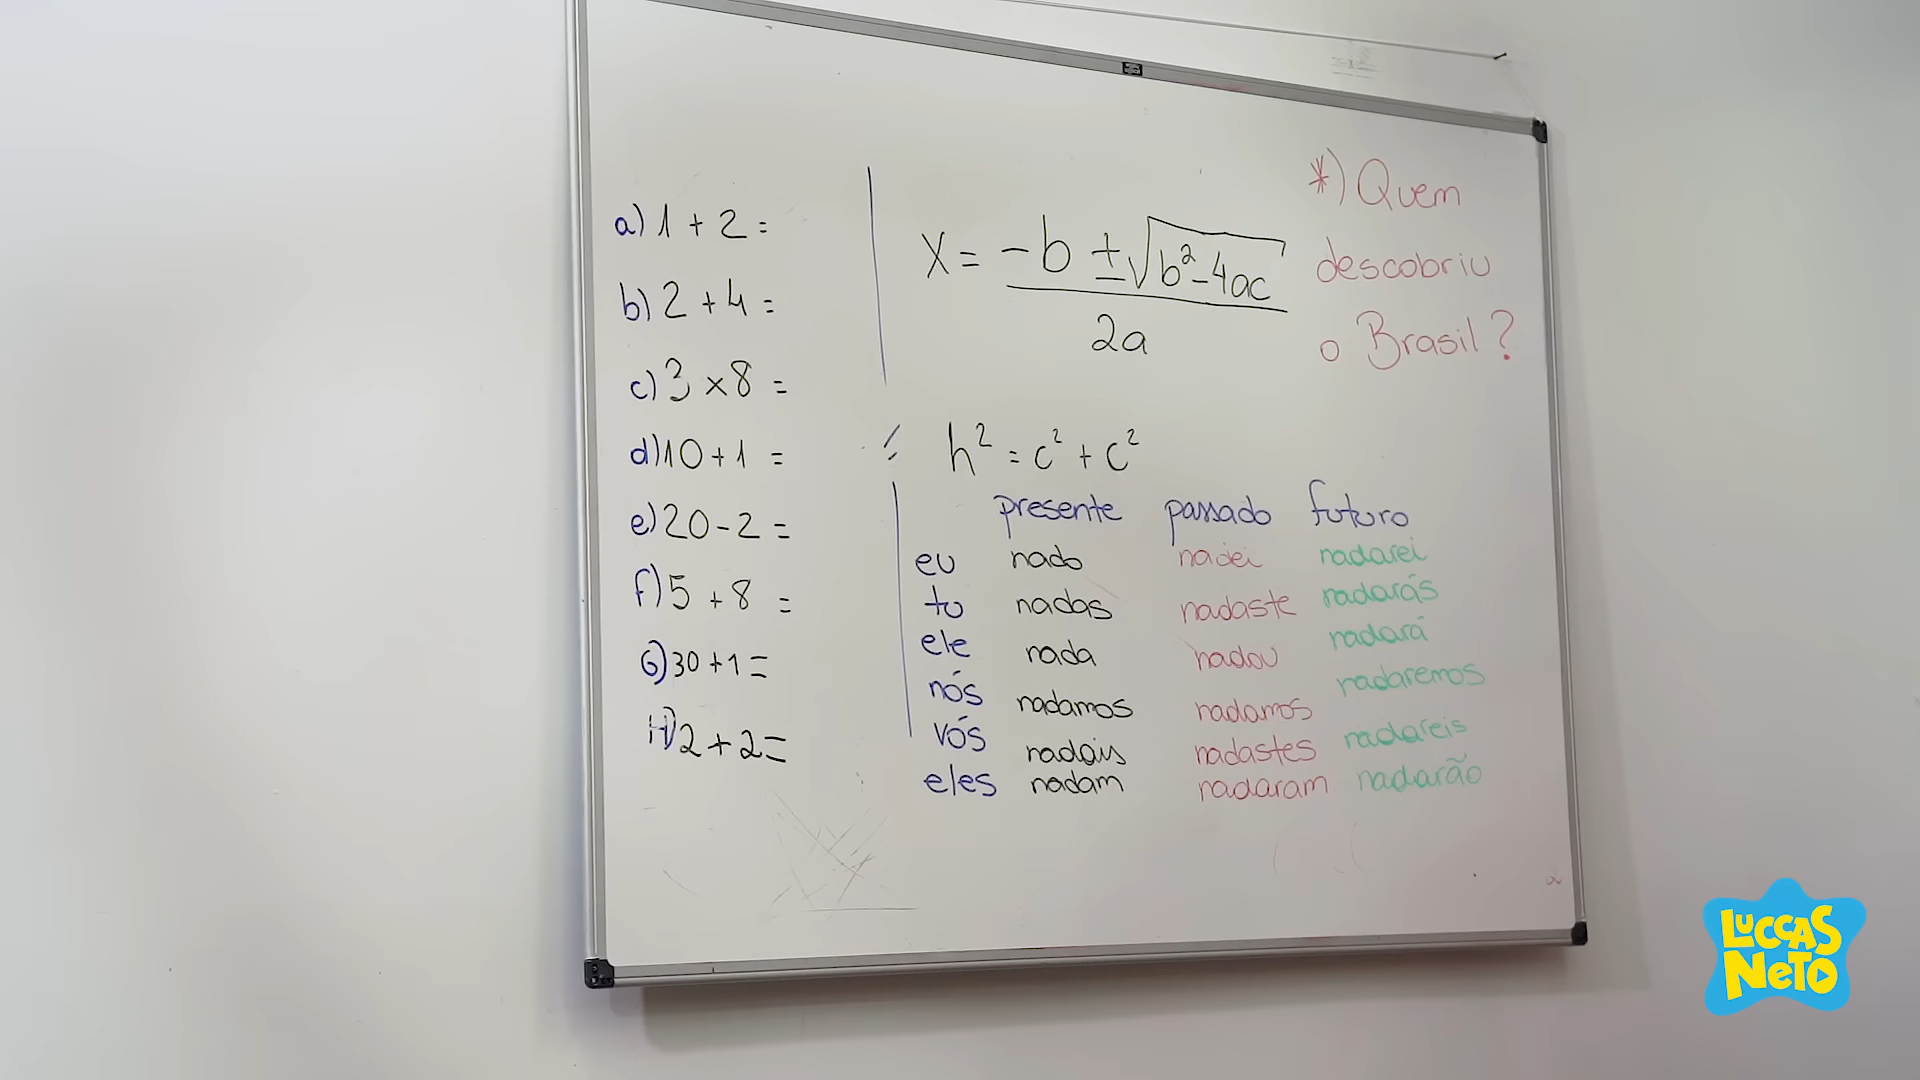 a) 1 + 2 =
b) 2 + 4 =
c) 3 × 8 =
d) 10 + 1 =
e) 20 - 2 =
f) 5 + 8 =
G) 30 + 1 =
H) 2 + 2 =
x = -b ± √b² - 4ac
2a
h² = c² + c²
*) Quem
descobriu
o Brasil?
presente passado futuro
eu nado nadei nadarei
tu nadas nadaste nadarás
ele nada nadou nadará
nós nadamos nadamos nadaremos
vós nadais nadastes nadareis
eles nadam nadaram nadarão
LUCCAS
NETO